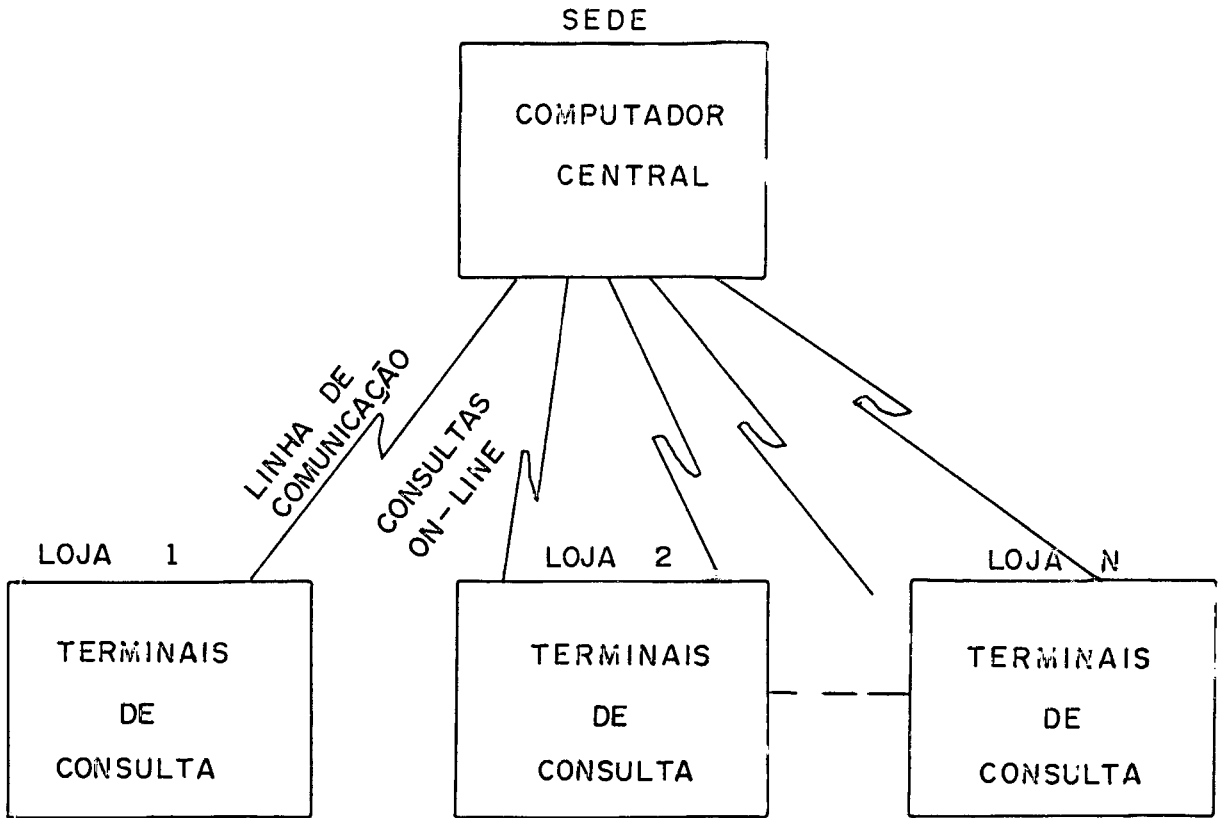 SEDE
COMPUTADOR
CENTRAL
LINHA DE
COMUNICAÇÃO
CONSULTAS
ON-LINE
LOJA 1
LOJA 2
LOJA N
TERMINAIS
DE
CONSULTA
TERMINAIS
DE
CONSULTA
TERMINAIS
DE
CONSULTA